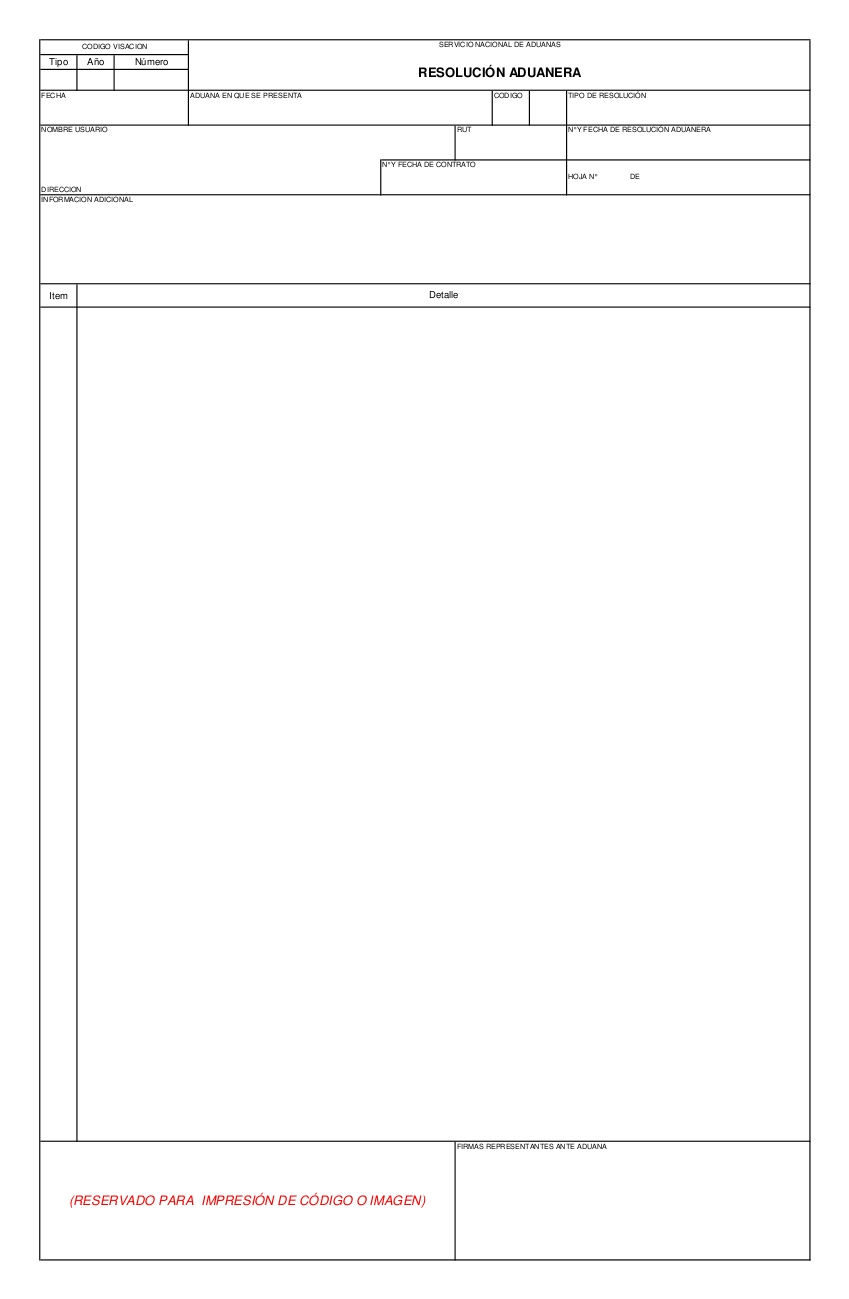 CODIGO VISACION
SERVICIO NACIONAL DE ADUANAS
Tipo Año Número
RESOLUCIÓN ADUANERA
FECHA ADUANA EN QUE SE PRESENTA CODIGO TIPO DE RESOLUCIÓN
NOMBRE USUARIO RUT N°Y FECHA DE RESOLUCIÓN ADUANERA
N°Y FECHA DE CONTRATO
HOJA N° DE
DIRECCION
INFORMACION ADICIONAL
Item Detalle
FIRMAS REPRESENTANTES ANTE ADUANA
(RESERVADO PARA IMPRESIÓN DE CÓDIGO O IMAGEN)